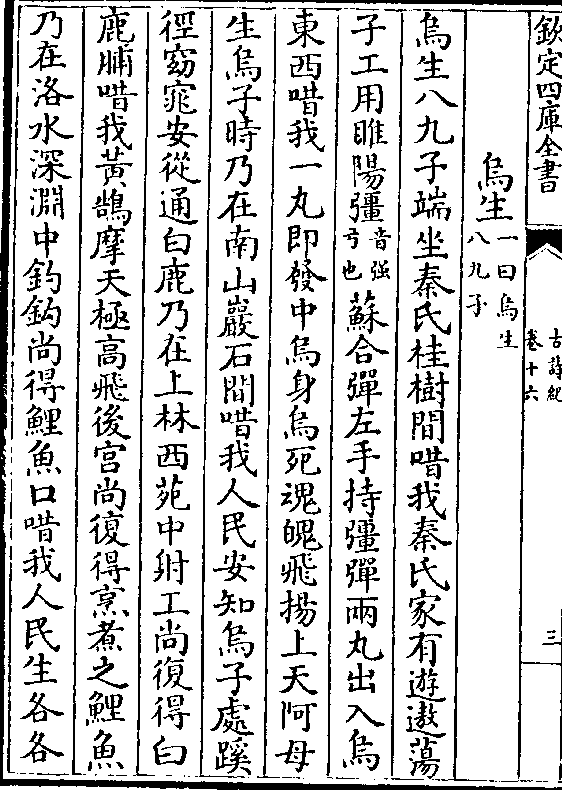 欽定四庫全書
古詩紀
卷十六
三
烏生一曰烏生八九子
烏生八九子端坐秦氏桂樹間唶我秦氏家有遊遨蕩
子工用睢陽彊音强弓也蘇合彈左手持彊彈兩丸出入烏
東西唶我一丸即發中烏身烏死魂魄飛揚上天阿母
生烏子時乃在南山巖石間唶我人民安知烏子處蹊
徑窈窕安從通白鹿乃在上林西苑中射工尚復得白
鹿脯唶我黃鵠摩天極高飛後宮尚復得烹煮之鯉魚
乃在洛水深淵中釣鈎尚得鯉魚口唶我人民生各各